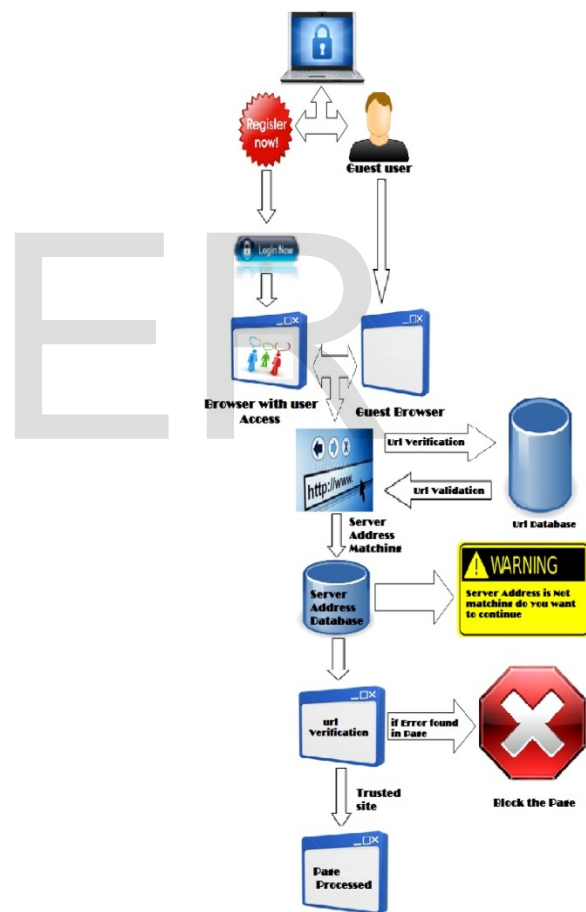 Register
now!
Guest user
Login Now
ER
Browser with user
Access
Guest Browser
Url Verification
http://www.
Url Validation
Url Database
Server
Address
Matching
WARNING
Server Address is Not
matching do you want
to continue
Server
Address
Database
url
Verification
if Error found
in Page
Block the Page
Trusted
site
Page
Processed